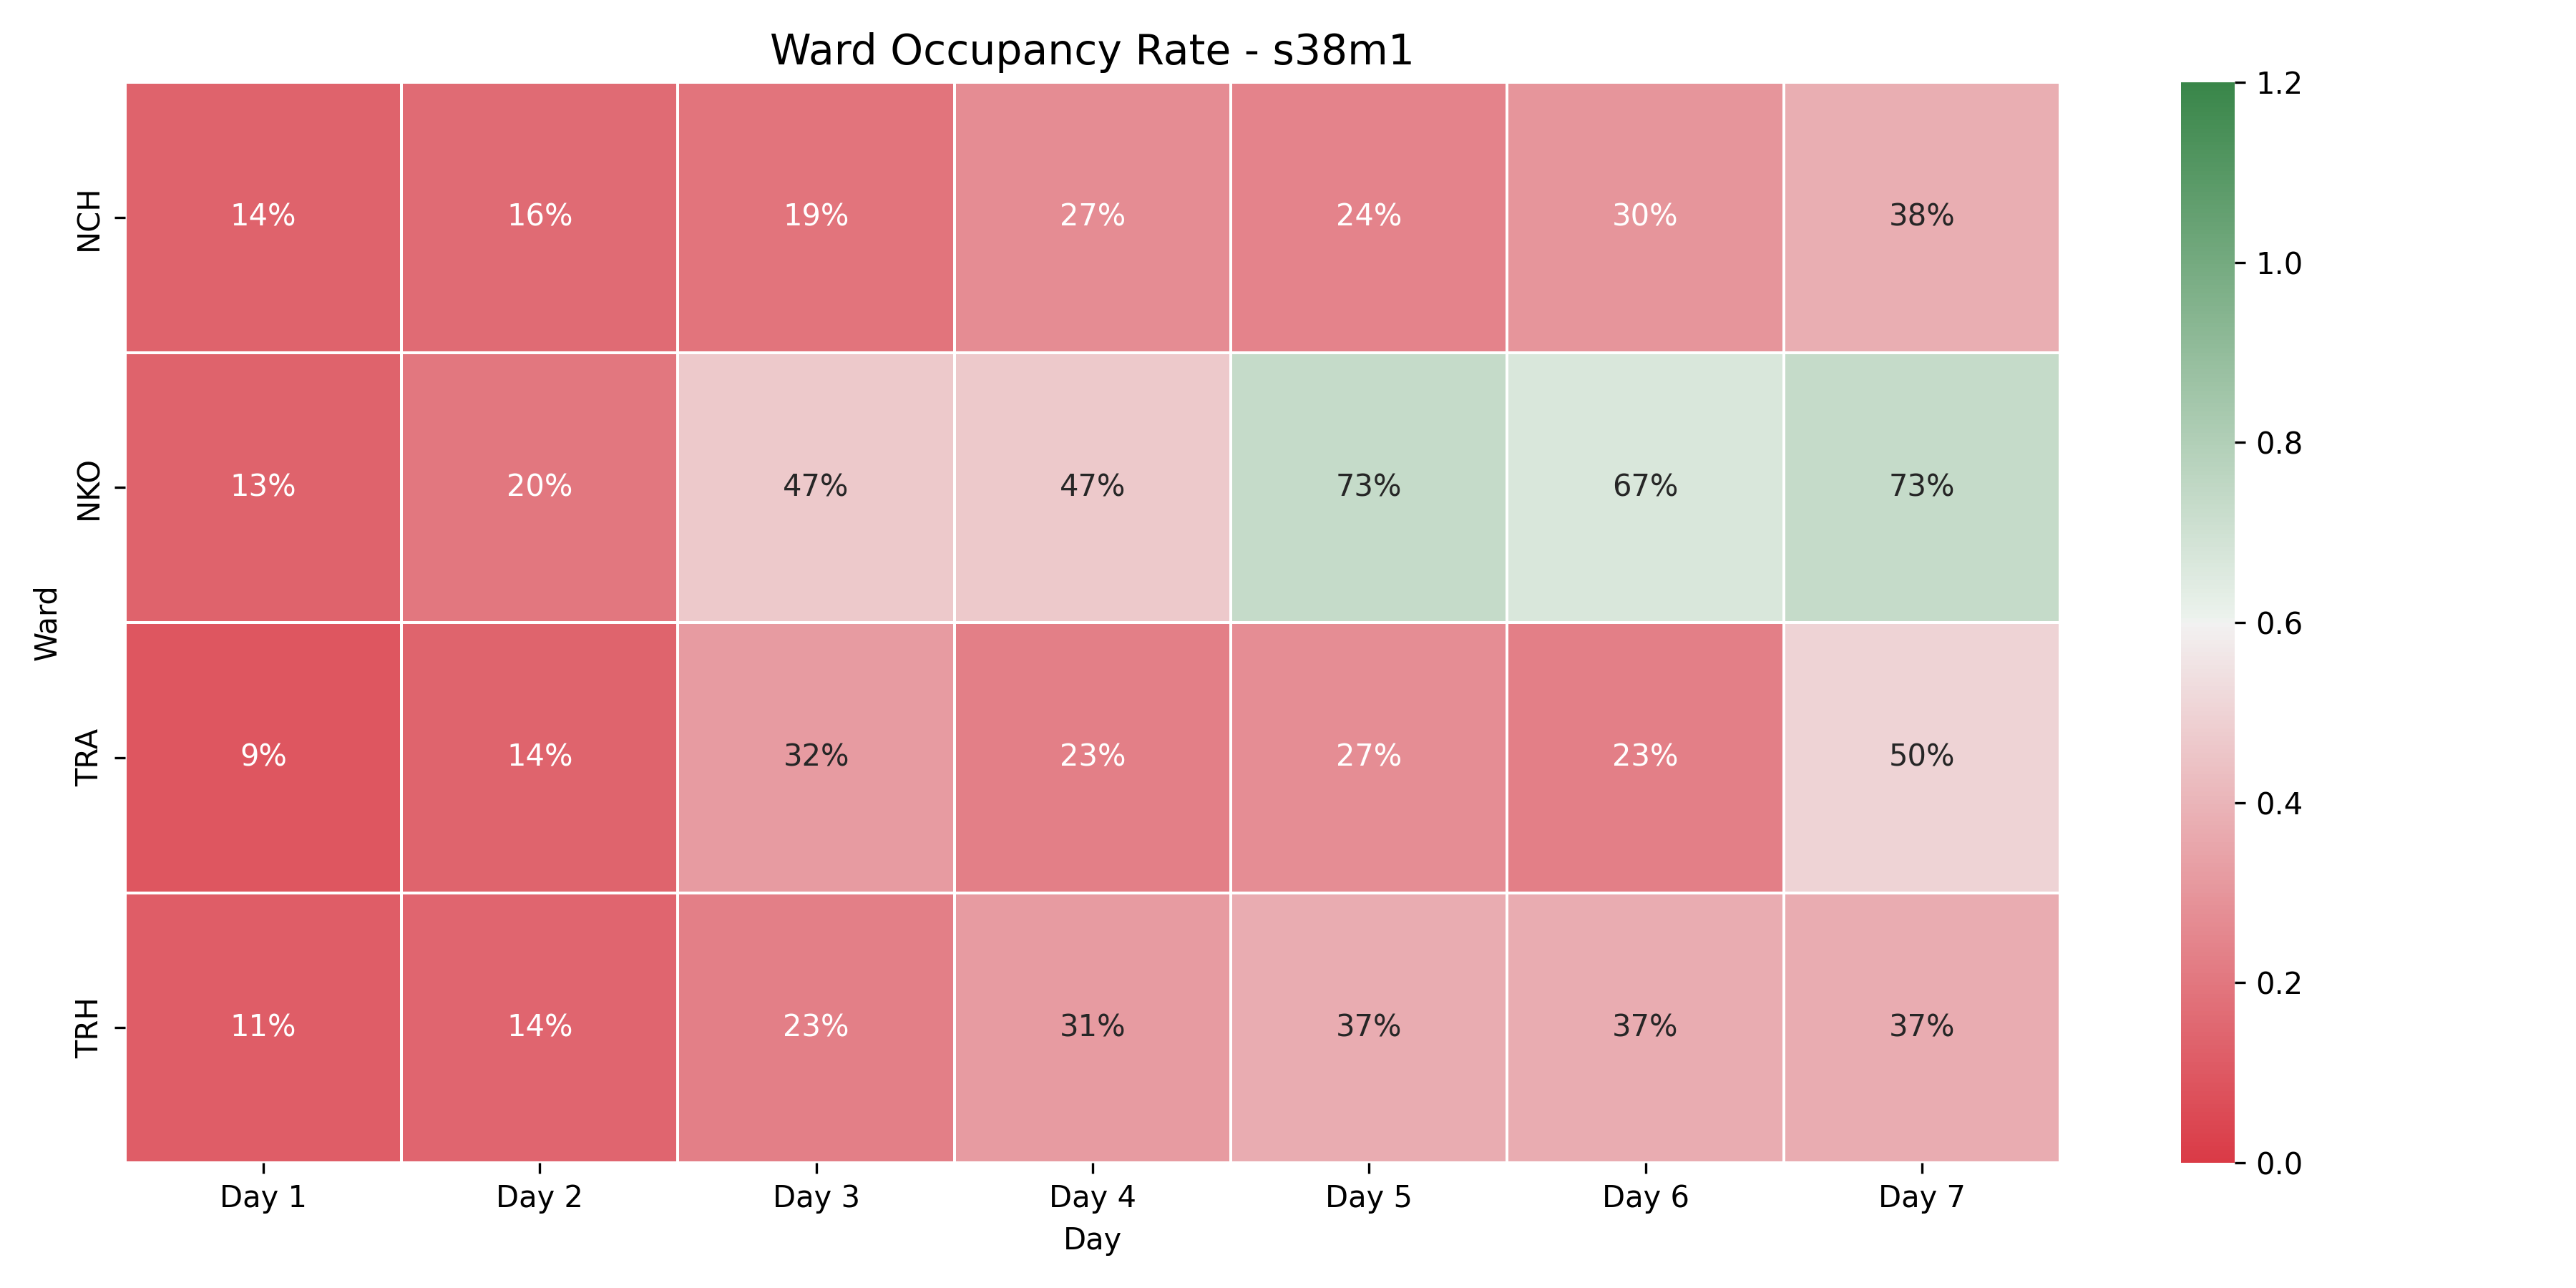 Ward Occupancy Rate - s38m1
Ward
NCH 14% 16% 19% 27% 24% 30% 38%
NKO 13% 20% 47% 47% 73% 67% 73%
TRA 9% 14% 32% 23% 27% 23% 50%
TRH 11% 14% 23% 31% 37% 37% 37%
Day 1 Day 2 Day 3 Day 4 Day 5 Day 6 Day 7
Day
1.2
1.0
0.8
0.6
0.4
0.2
0.0